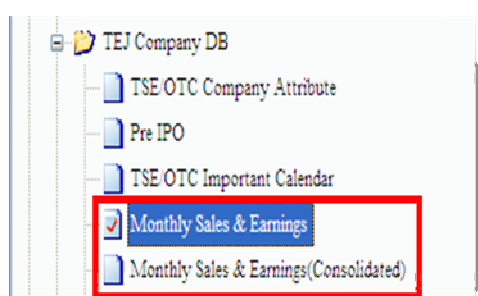 TEJ Company DB
TSE/OTC Company Attribute
Pre IPO
TSE/OTC Important Calendar
Monthly Sales & Earnings
Monthly Sales & Earnings(Consolidated)